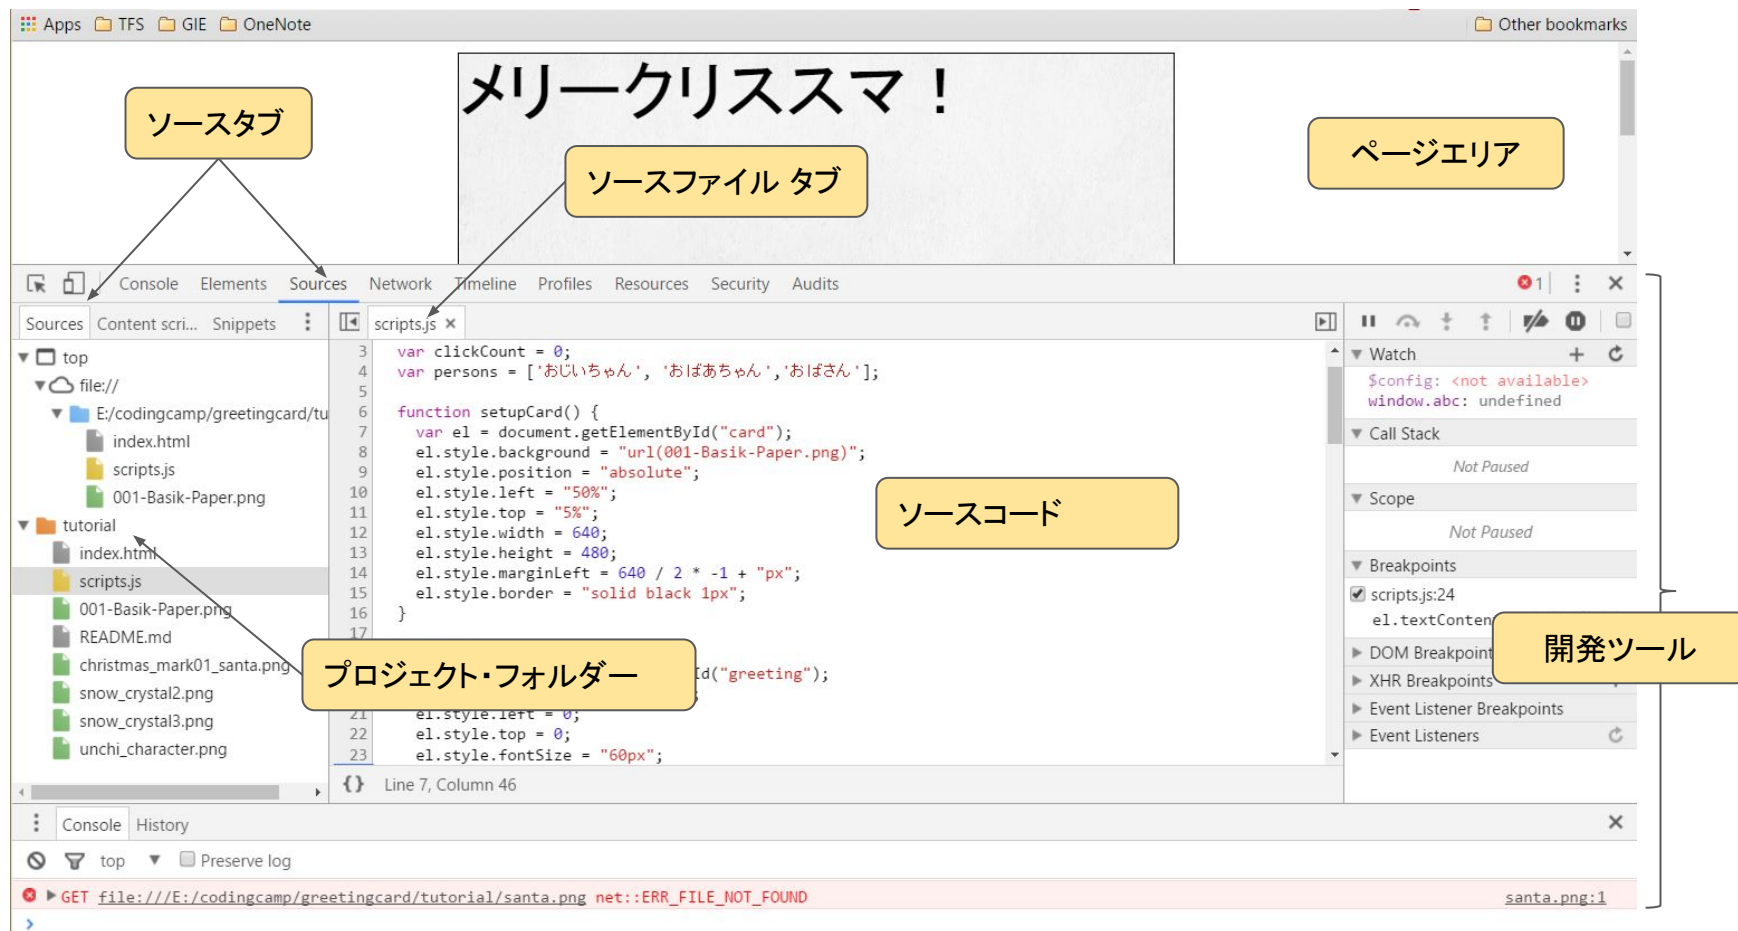 Apps TFS GIE OneNote Other bookmarks
メリークリススマ！
ソースタブ
ソースファイル タブ
ページエリア
Console Elements Sources Network Timeline Profiles Resources Security Audits 1
Sources Content scri... Snippets
scripts.js ×
top
file://
E:/codingcamp/greetingcard/tu
index.html
scripts.js
001-Basik-Paper.png
tutorial
index.html
scripts.js
001-Basik-Paper.png
README.md
christmas_mark01_santa.png
snow_crystal2.png
snow_crystal3.png
unchi_character.png
プロジェクト・フォルダー
3 var clickCount = 0;
4 var persons = ['おじいちゃん', 'おばあちゃん','おばさん'];
5
6 function setupCard() {
7 var el = document.getElementById("card");
8 el.style.background = "url(001-Basik-Paper.png)";
9 el.style.position = "absolute";
10 el.style.left = "50%";
11 el.style.top = "5%";
12 el.style.width = 640;
13 el.style.height = 480;
14 el.style.marginLeft = 640 / 2 * -1 + "px";
15 el.style.border = "solid black 1px";
16 }
17
Id("greeting");
;
21 el.style.left = 0;
22 el.style.top = 0;
23 el.style.fontSize = "60px";
ソースコード
{} Line 7, Column 46
Watch
$config: <not available>
window.abc: undefined
Call Stack
Not Paused
Scope
Not Paused
Breakpoints
scripts.js:24
el.textConten
DOM Breakpoint
XHR Breakpoints
Event Listener Breakpoints
Event Listeners
開発ツール
Console History
top Preserve log
GET file:///E:/codingcamp/greetingcard/tutorial/santa.png net::ERR_FILE_NOT_FOUND santa.png:1